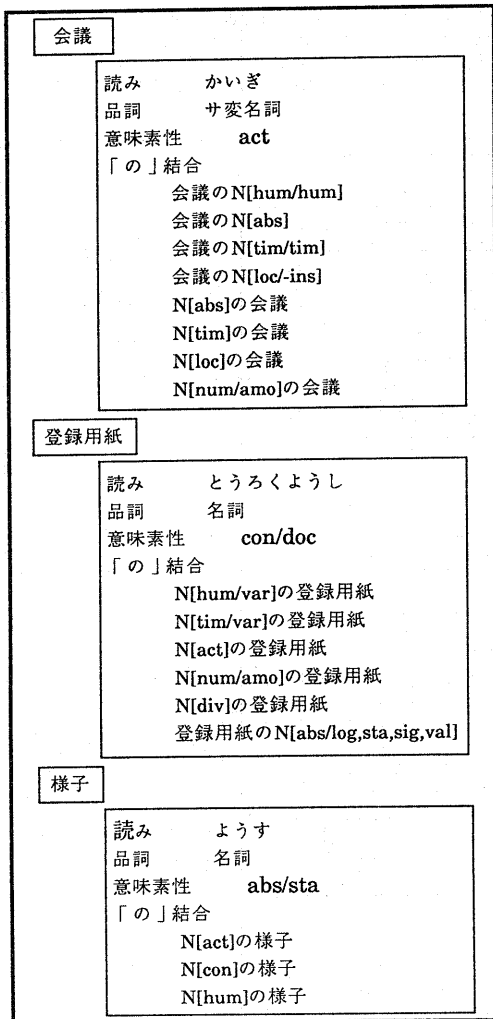 会議
読み かいぎ
品詞 サ変名詞
意味素性 act
「の」結合
会議のN[hum/hum]
会議のN[abs]
会議のN[tim/tim]
会議のN[loc/-ins]
N[abs]の会議
N[tim]の会議
N[loc]の会議
N[num/amo]の会議
登録用紙
読み とうろくようし
品詞 名詞
意味素性 con/doc
「の」結合
N[hum/var]の登録用紙
N[tim/var]の登録用紙
N[act]の登録用紙
N[num/amo]の登録用紙
N[div]の登録用紙
登録用紙のN[abs/log,sta,sig,val]
様子
読み ようす
品詞 名詞
意味素性 abs/sta
「の」結合
N[act]の様子
N[con]の様子
N[hum]の様子